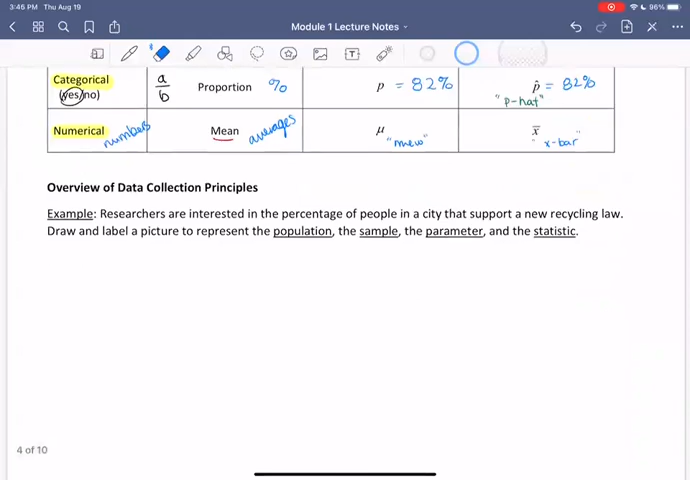 3:46 PM Thu Aug 19 96%
Module 1 Lecture Notes
Categorical a/b Proportion % p = 82% p̂ = 82%
(yes/no) "p-hat"
Numerical numbers Mean averages μ "mew" x̄ "x-bar"
Overview of Data Collection Principles
Example: Researchers are interested in the percentage of people in a city that support a new recycling law.
Draw and label a picture to represent the population, the sample, the parameter, and the statistic.
4 of 10